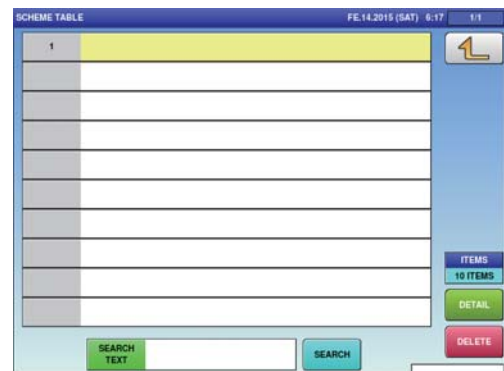 SCHEME TABLE FE.14.2015 (SAT) 6:17 1/1
1
ITEMS
10 ITEMS
DETAIL
DELETE
SEARCH
TEXT
SEARCH